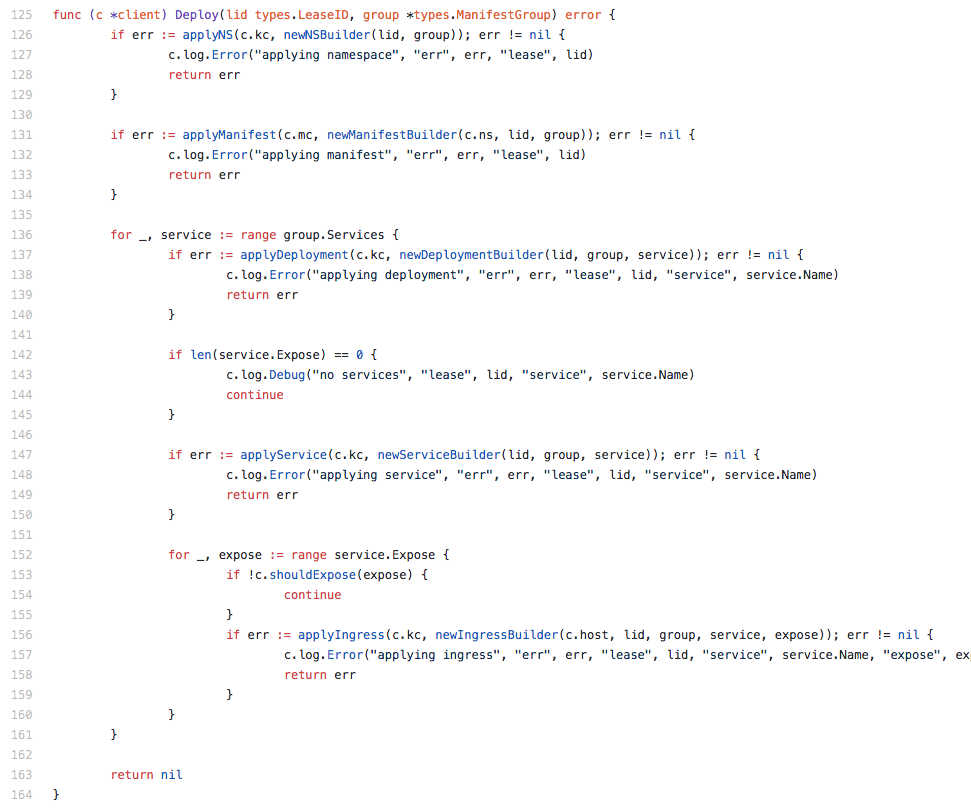 125 func (c *client) Deploy(lid types.LeaseID, group *types.ManifestGroup) error {
126 if err := applyNS(c.kc, newNSBuilder(lid, group)); err != nil {
127 c.log.Error("applying namespace", "err", err, "lease", lid)
128 return err
129 }
130
131 if err := applyManifest(c.mc, newManifestBuilder(c.ns, lid, group)); err != nil {
132 c.log.Error("applying manifest", "err", err, "lease", lid)
133 return err
134 }
135
136 for _, service := range group.Services {
137 if err := applyDeployment(c.kc, newDeploymentBuilder(lid, group, service)); err != nil {
138 c.log.Error("applying deployment", "err", err, "lease", lid, "service", service.Name)
139 return err
140 }
141
142 if len(service.Expose) == 0 {
143 c.log.Debug("no services", "lease", lid, "service", service.Name)
144 continue
145 }
146
147 if err := applyService(c.kc, newServiceBuilder(lid, group, service)); err != nil {
148 c.log.Error("applying service", "err", err, "lease", lid, "service", service.Name)
149 return err
150 }
151
152 for _, expose := range service.Expose {
153 if !c.shouldExpose(expose) {
154 continue
155 }
156 if err := applyIngress(c.kc, newIngressBuilder(c.host, lid, group, service, expose)); err != nil {
157 c.log.Error("applying ingress", "err", err, "lease", lid, "service", service.Name, "expose", ex
158 return err
159 }
160 }
161 }
162
163 return nil
164 }